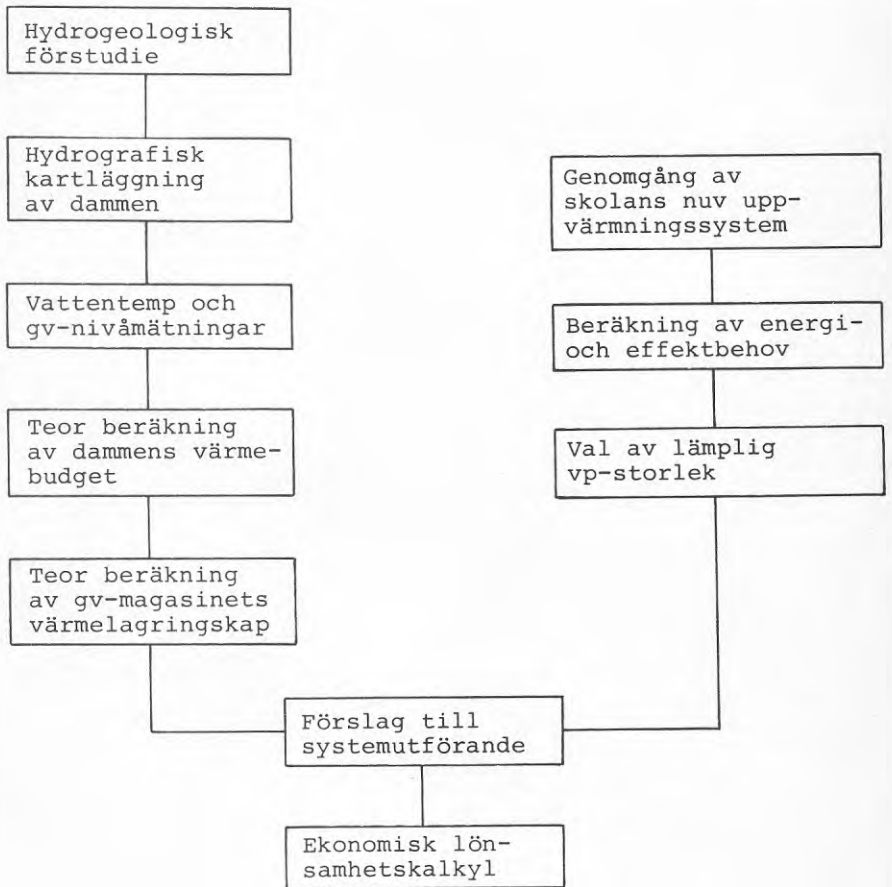 Hydrogeologisk
förstudie
Hydrografisk
kartläggning
av dammen
Vattentemp och
gv-nivåmätningar
Teor beräkning
av dammens värme-
budget
Teor beräkning
av gv-magasinets
värmelagringskap
Genomgång av
skolans nuv upp-
värmningssystem
Beräkning av energi-
och effektbehov
Val av lämplig
vp-storlek
Förslag till
systemutförande
Ekonomisk lön-
samhetskalkyl